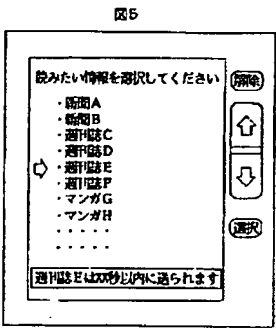 図5
読みたい情報を選択してください
解除
・新聞A
・新聞B
・週刊誌C
・週刊誌D
・週刊誌E
・週刊誌F
・マンガG
・マンガH
・・・・・
・・・・・
選択
週刊誌EはXX秒以内に送られます